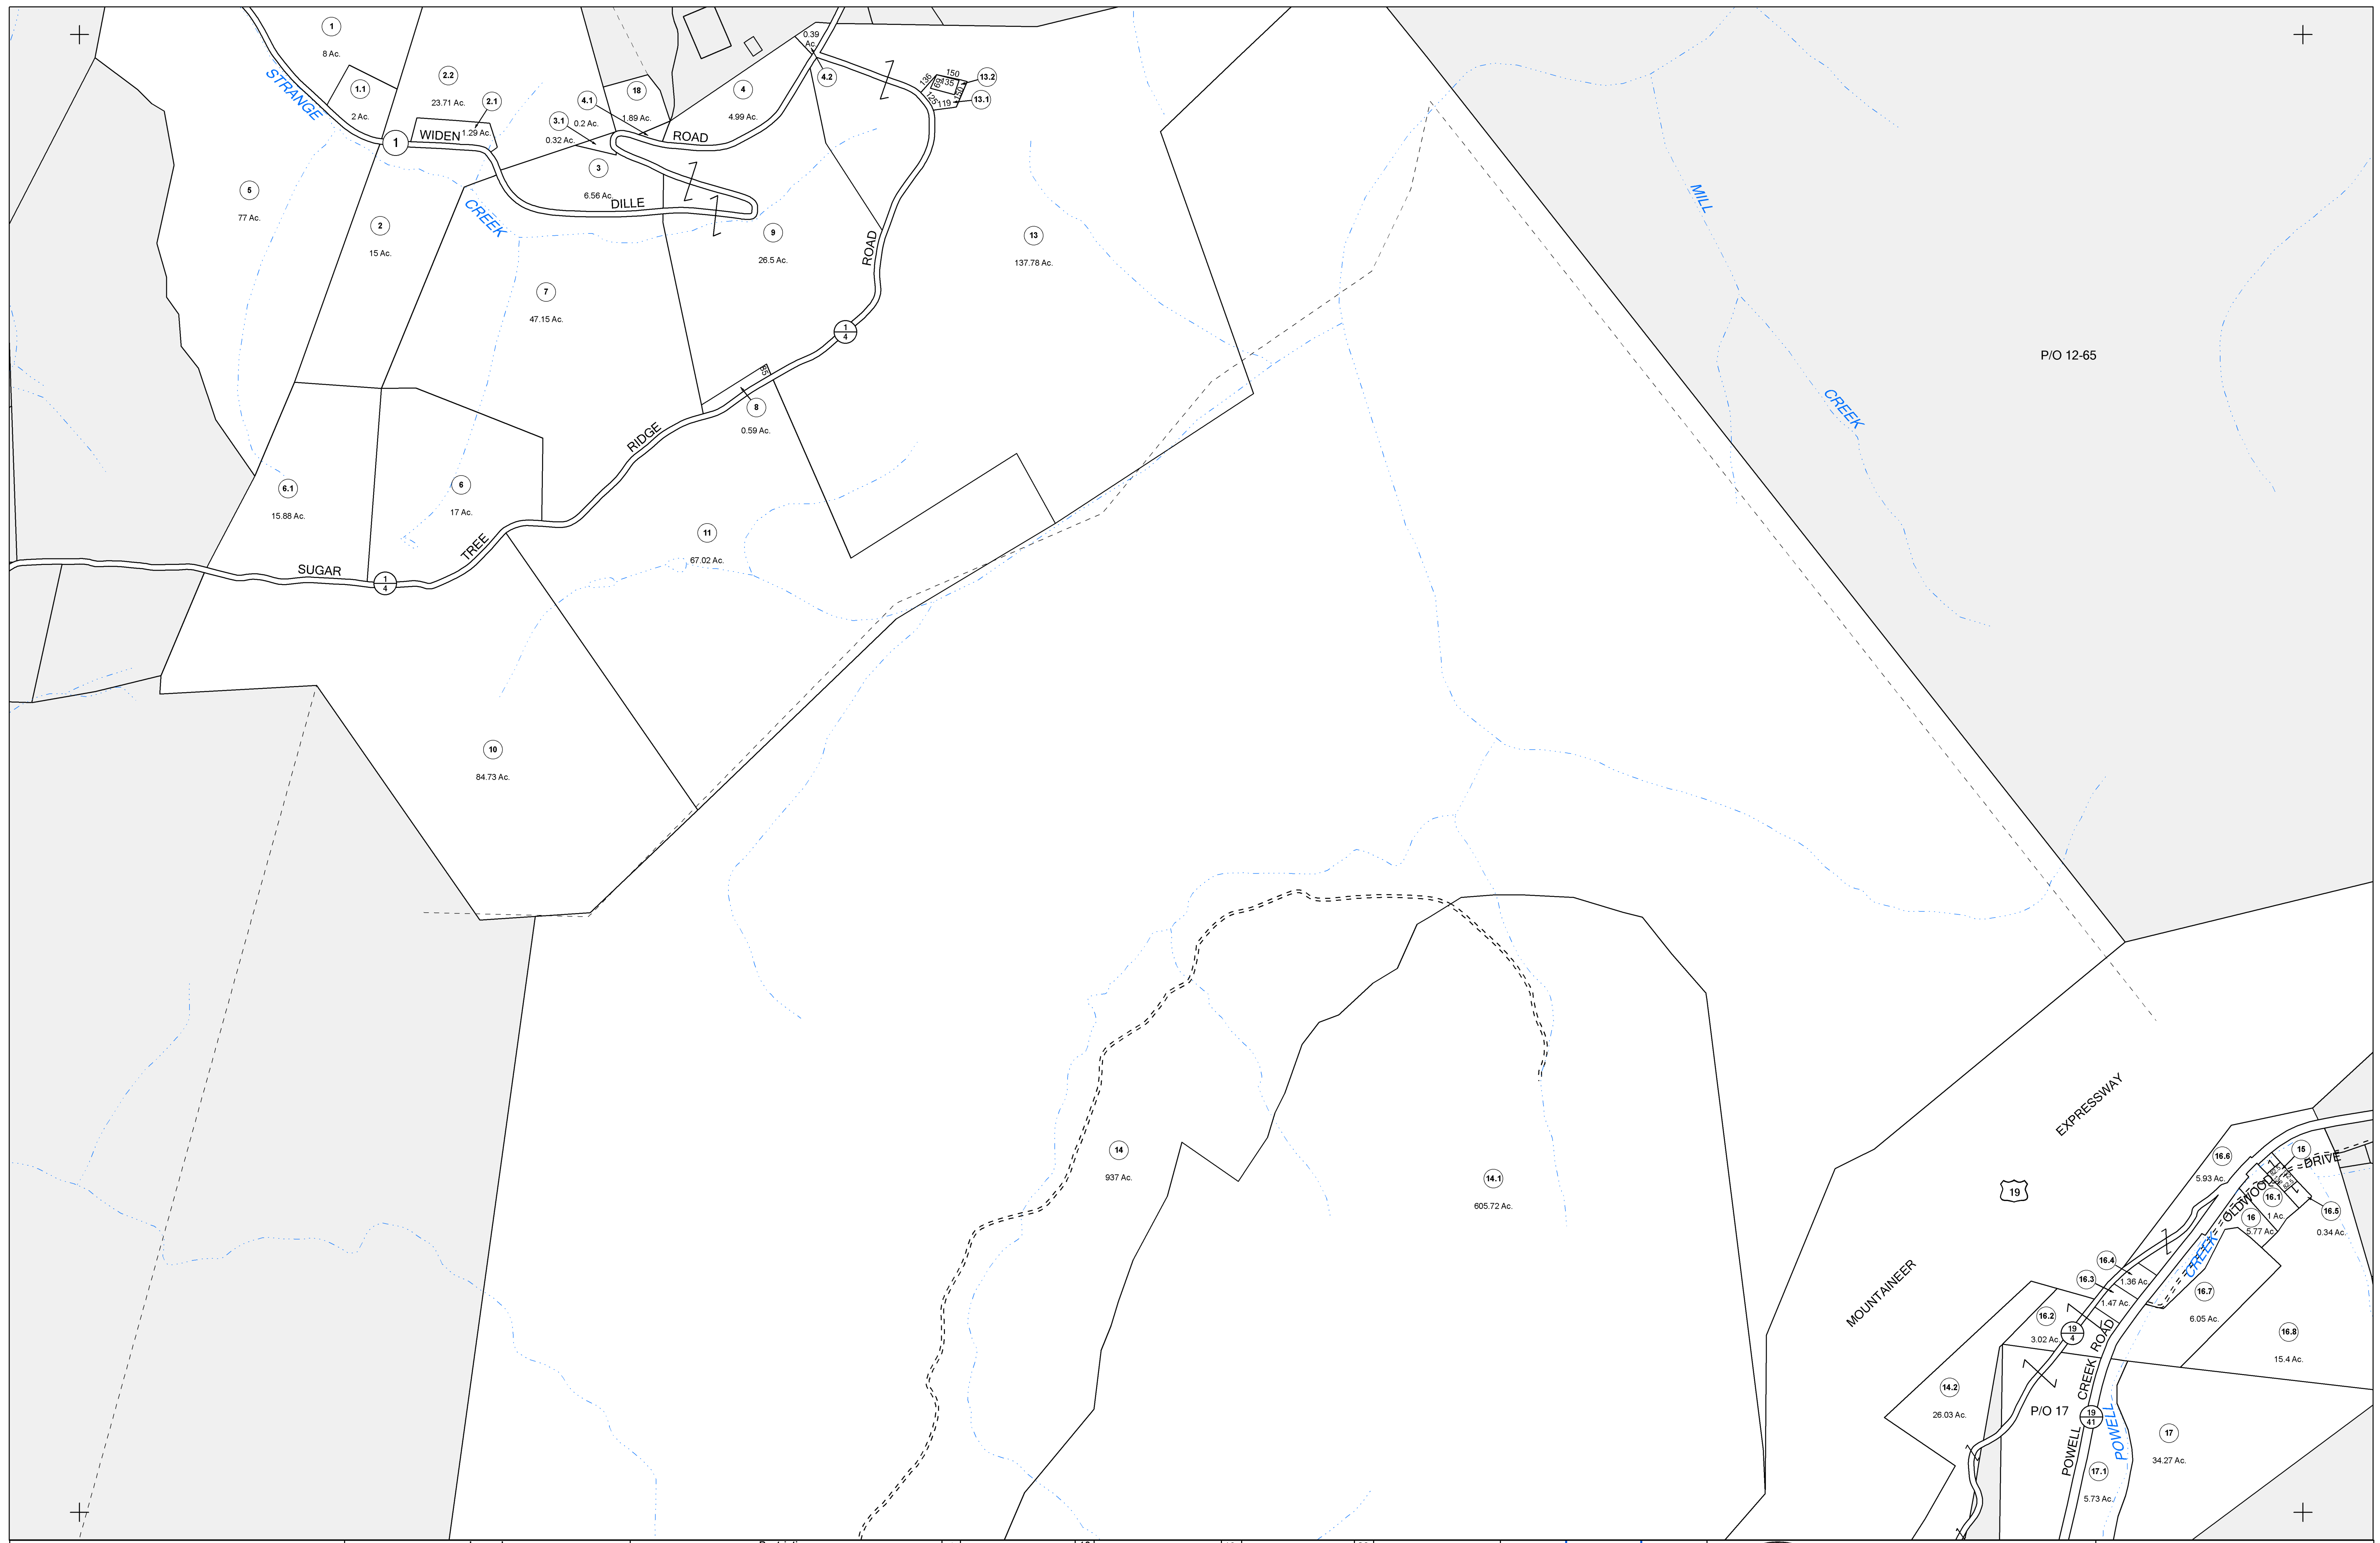 1
8 Ac.
1.1
2 Ac.
STRANGE
2.2
23.71 Ac.
2.1
1.29 Ac.
WIDEN
1
18
1.89 Ac.
4.1
0.2 Ac.
3.1
0.32 Ac.
3
6.56 Ac.
DILLE
ROAD
4
4.99 Ac.
0.39
Ac.
4.2
150
136
135
125
119
13.2
13.1
5
77 Ac.
2
15 Ac.
CREEK
7
47.15 Ac.
9
26.5 Ac.
ROAD
13
137.78 Ac.
1
4
MILL
CREEK
P/O 12-65
8
0.59 Ac.
RIDGE
6.1
15.88 Ac.
6
17 Ac.
11
67.02 Ac.
TREE
SUGAR
1
4
10
84.73 Ac.
14
937 Ac.
14.1
605.72 Ac.
EXPRESSWAY
19
MOUNTAINEER
16.6
5.93 Ac.
15
DRIVE
OLDWOOD
16.1
1 Ac.
16
5.77 Ac.
16.5
0.34 Ac.
CREEK
16.4
1.36 Ac.
16.3
1.47 Ac.
16.7
6.05 Ac.
16.2
3.02 Ac.
19
4
ROAD
16.8
15.4 Ac.
14.2
26.03 Ac.
CREEK
P/O 17
19
41
POWELL
POWELL
17
34.27 Ac.
17.1
5.73 Ac.